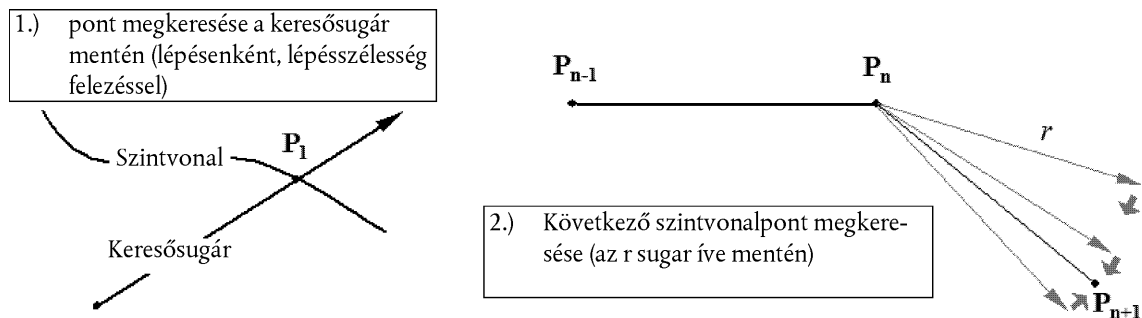 1.) pont megkeresése a keresősugár
mentén (lépésenként, lépésszélesség
felezéssel)
Szintvonal
P1
Keresősugár
Pn-1
Pn
r
2.) Következő szintvonalpont megkere-
sése (az r sugar íve mentén)
Pn+1